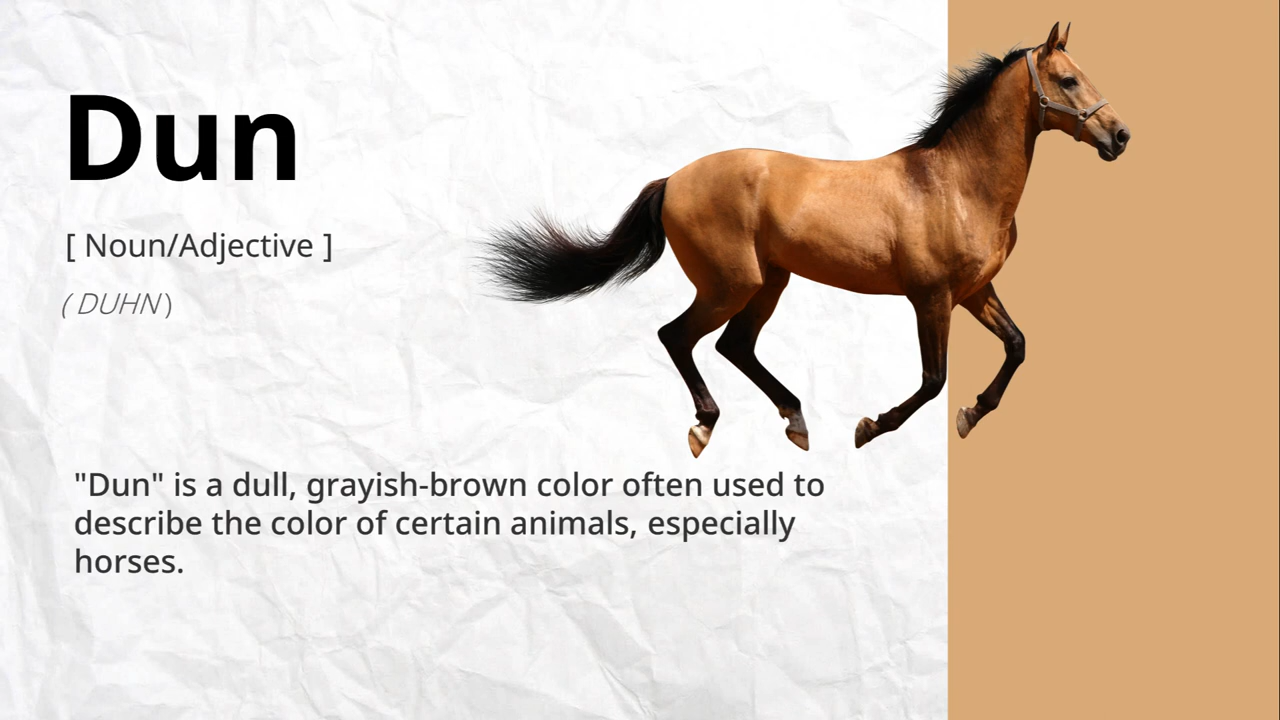 Dun
[ Noun/Adjective ]
( DUHN )
"Dun" is a dull, grayish-brown color often used to
describe the color of certain animals, especially
horses.